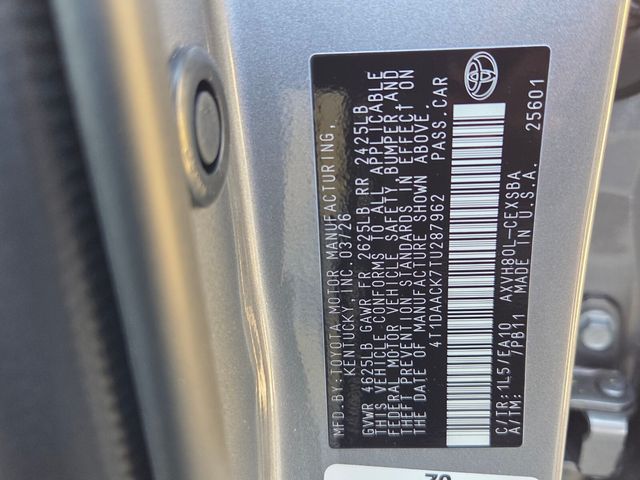 MFD. BY: TOYOTA MOTOR MANUFACTURING,
KENTUCKY, INC. 03/26
GVWR 4625LB GAWR FR 2625LB RR 2425LB
THIS VEHICLE CONFORMS TO ALL APPLICABLE
FEDERAL MOTOR VEHICLE SAFETY, BUMPER, AND
THEFT PREVENTION STANDARDS IN EFFECT ON
THE DATE OF MANUFACTURE SHOWN ABOVE.
4T1DAACK7TU287962 PASS. CAR
C/TR: 1L5/EA10 AXVH80L-CEXSBA
A/TM: /PB11 MADE IN U.S.A. 25601